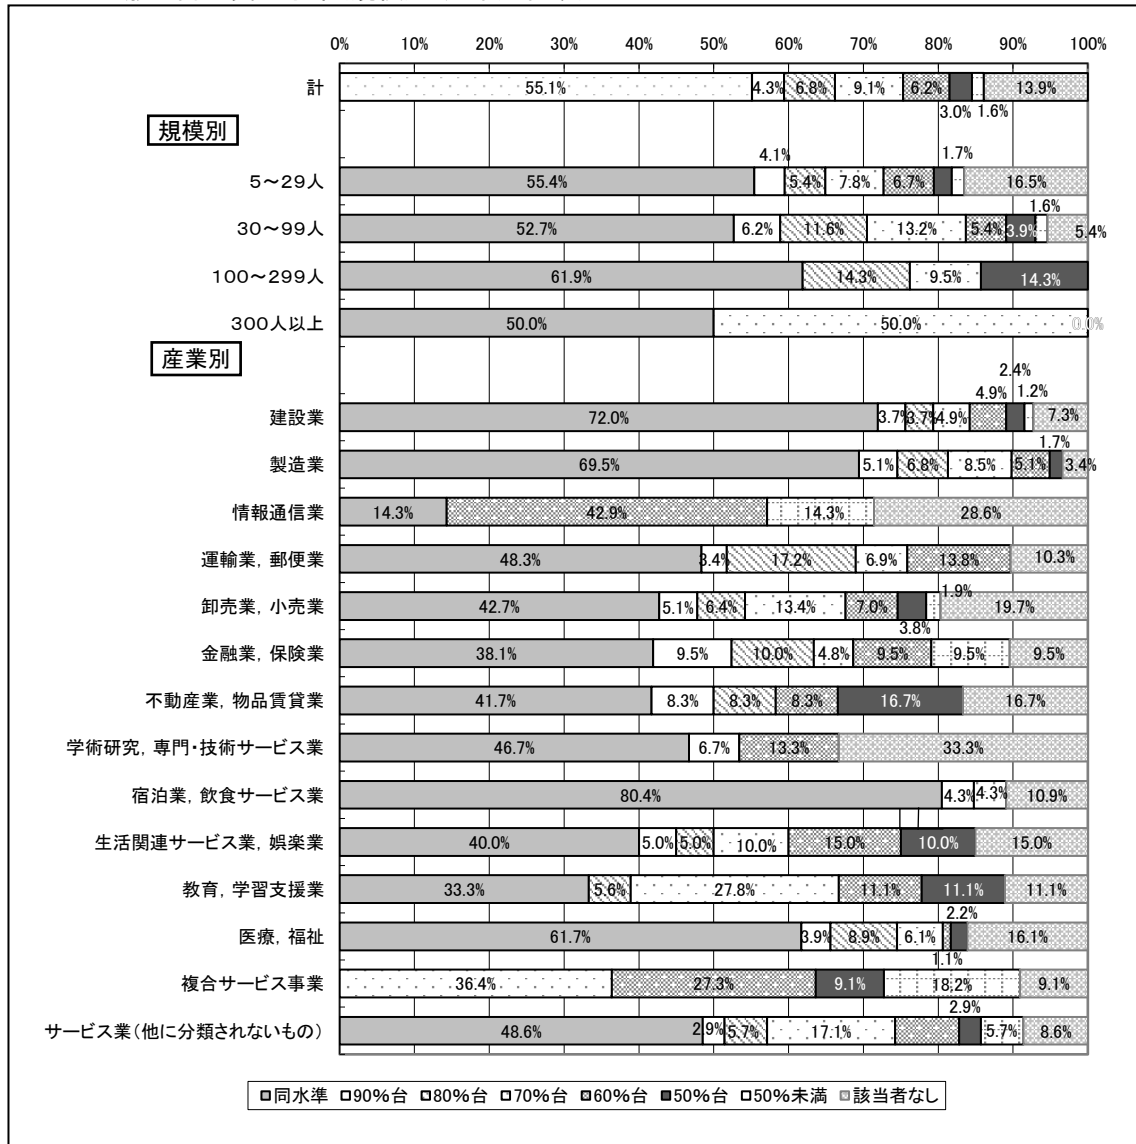 0% 10% 20% 30% 40% 50% 60% 70% 80% 90% 100%
計 55.1% 4.3% 6.8% 9.1% 6.2% 13.9%
3.0% 1.6%
規模別
4.1% 1.7%
5～29人 55.4% 5.4% 7.8% 6.7% 16.5%
1.6%
30～99人 52.7% 6.2% 11.6% 13.2% 5.4% 3.9% 5.4%
100～299人 61.9% 14.3% 9.5% 14.3%
300人以上 50.0% 50.0% 0.0%
産業別
2.4%
4.9% 1.2%
建設業 72.0% 3.7% 3.7% 4.9% 7.3%
1.7%
製造業 69.5% 5.1% 6.8% 8.5% 5.1% 3.4%
情報通信業 14.3% 42.9% 14.3% 28.6%
運輸業，郵便業 48.3% 3.4% 17.2% 6.9% 13.8% 10.3%
1.9%
卸売業，小売業 42.7% 5.1% 6.4% 13.4% 7.0% 19.7%
3.8%
金融業，保険業 38.1% 9.5% 10.0% 4.8% 9.5% 9.5% 9.5%
不動産業，物品賃貸業 41.7% 8.3% 8.3% 8.3% 16.7% 16.7%
学術研究，専門・技術サービス業 46.7% 6.7% 13.3% 33.3%
宿泊業，飲食サービス業 80.4% 4.3% 4.3% 10.9%
生活関連サービス業，娯楽業 40.0% 5.0% 5.0% 10.0% 15.0% 10.0% 15.0%
教育，学習支援業 33.3% 5.6% 27.8% 11.1% 11.1% 11.1%
2.2%
医療，福祉 61.7% 3.9% 8.9% 6.1% 16.1%
1.1%
複合サービス事業 36.4% 27.3% 9.1% 18.2% 9.1%
2.9%
サービス業（他に分類されないもの） 48.6% 2.9% 5.7% 17.1% 5.7% 8.6%
同水準 90%台 80%台 70%台 60%台 50%台 50%未満 該当者なし